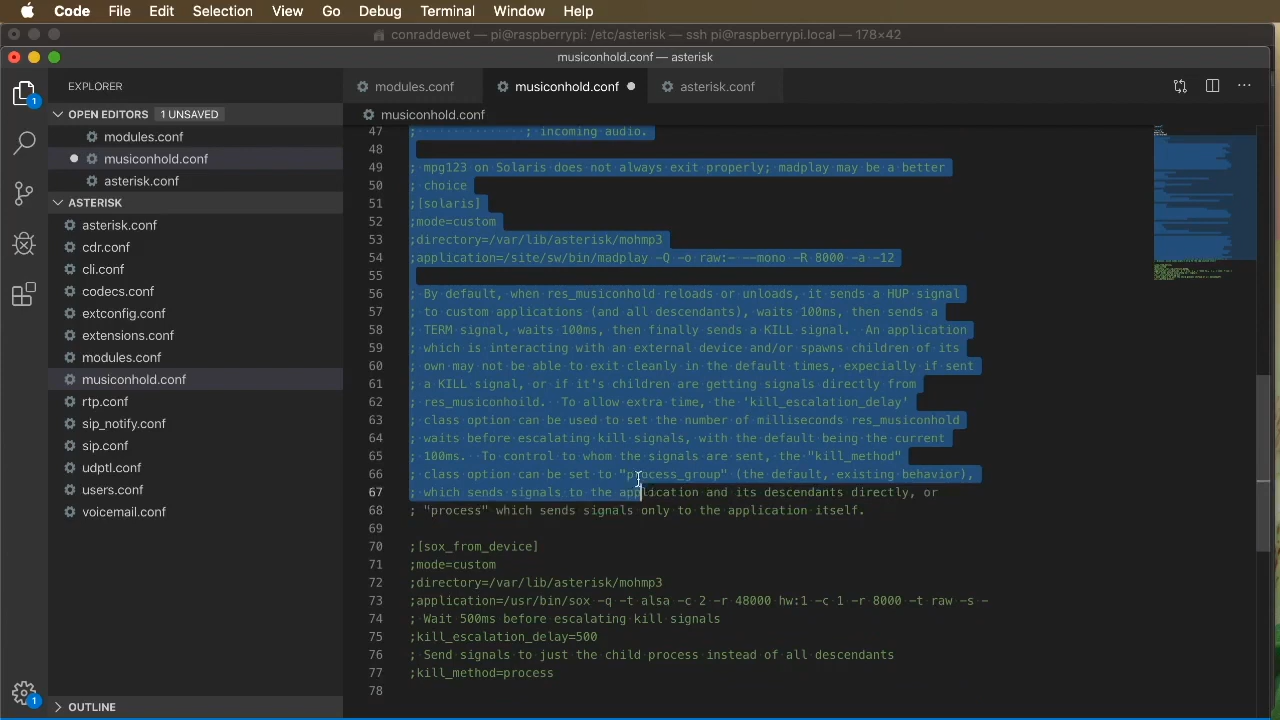 Code File Edit Selection View Go Debug Terminal Window Help
conraddewet — pi@raspberrypi: /etc/asterisk — ssh pi@raspberrypi.local — 178×42
musiconhold.conf — asterisk
EXPLORER
modules.conf
musiconhold.conf
asterisk.conf
OPEN EDITORS 1 UNSAVED
modules.conf
musiconhold.conf
asterisk.conf
ASTERISK
asterisk.conf
cdr.conf
cli.conf
codecs.conf
extconfig.conf
extensions.conf
modules.conf
musiconhold.conf
rtp.conf
sip_notify.conf
sip.conf
udptl.conf
users.conf
voicemail.conf
OUTLINE
1
1
musiconhold.conf
47 ; ; incoming audio.
48
49 ; mpg123 on Solaris does not always exit properly; madplay may be a better
50 ; choice
51 ;[solaris]
52 ;mode=custom
53 ;directory=/var/lib/asterisk/mohmp3
54 ;application=/site/sw/bin/madplay -Q -o raw:- --mono -R 8000 -a -12
55
56 ; By default, when res_musiconhold reloads or unloads, it sends a HUP signal
57 ; to custom applications (and all descendants), waits 100ms, then sends a
58 ; TERM signal, waits 100ms, then finally sends a KILL signal.  An application
59 ; which is interacting with an external device and/or spawns children of its
60 ; own may not be able to exit cleanly in the default times, expecially if sent
61 ; a KILL signal, or if it's children are getting signals directly from
62 ; res_musiconhoild.  To allow extra time, the 'kill_escalation_delay'
63 ; class option can be used to set the number of milliseconds res_musiconhold
64 ; waits before escalating kill signals, with the default being the current
65 ; 100ms.  To control to whom the signals are sent, the "kill_method"
66 ; class option can be set to "process_group" (the default, existing behavior),
67 ; which sends signals to the application and its descendants directly, or
68 ; "process" which sends signals only to the application itself.
69
70 ;[sox_from_device]
71 ;mode=custom
72 ;directory=/var/lib/asterisk/mohmp3
73 ;application=/usr/bin/sox -q -t alsa -c 2 -r 48000 hw:1 -c 1 -r 8000 -t raw -s -
74 ; Wait 500ms before escalating kill signals
75 ;kill_escalation_delay=500
76 ; Send signals to just the child process instead of all descendants
77 ;kill_method=process
78